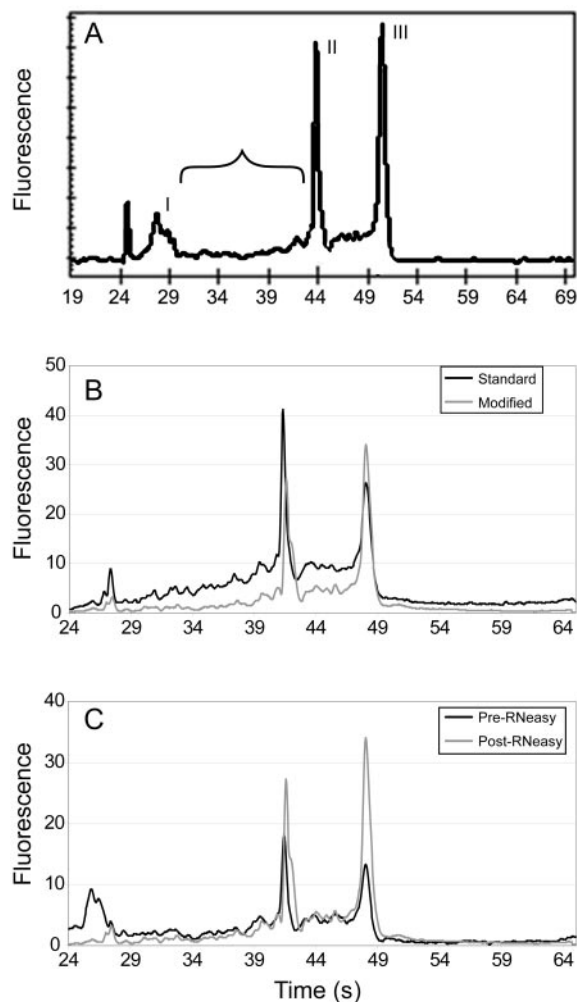 A
I
II
III
Fluorescence
19 24 29 34 39 44 49 54 59 64 69
B
Standard
Modified
Fluorescence
50
40
30
20
10
0
24 29 34 39 44 49 54 59 64
C
Pre-RNeasy
Post-RNeasy
Fluorescence
40
30
20
10
0
24 29 34 39 44 49 54 59 64
Time (s)